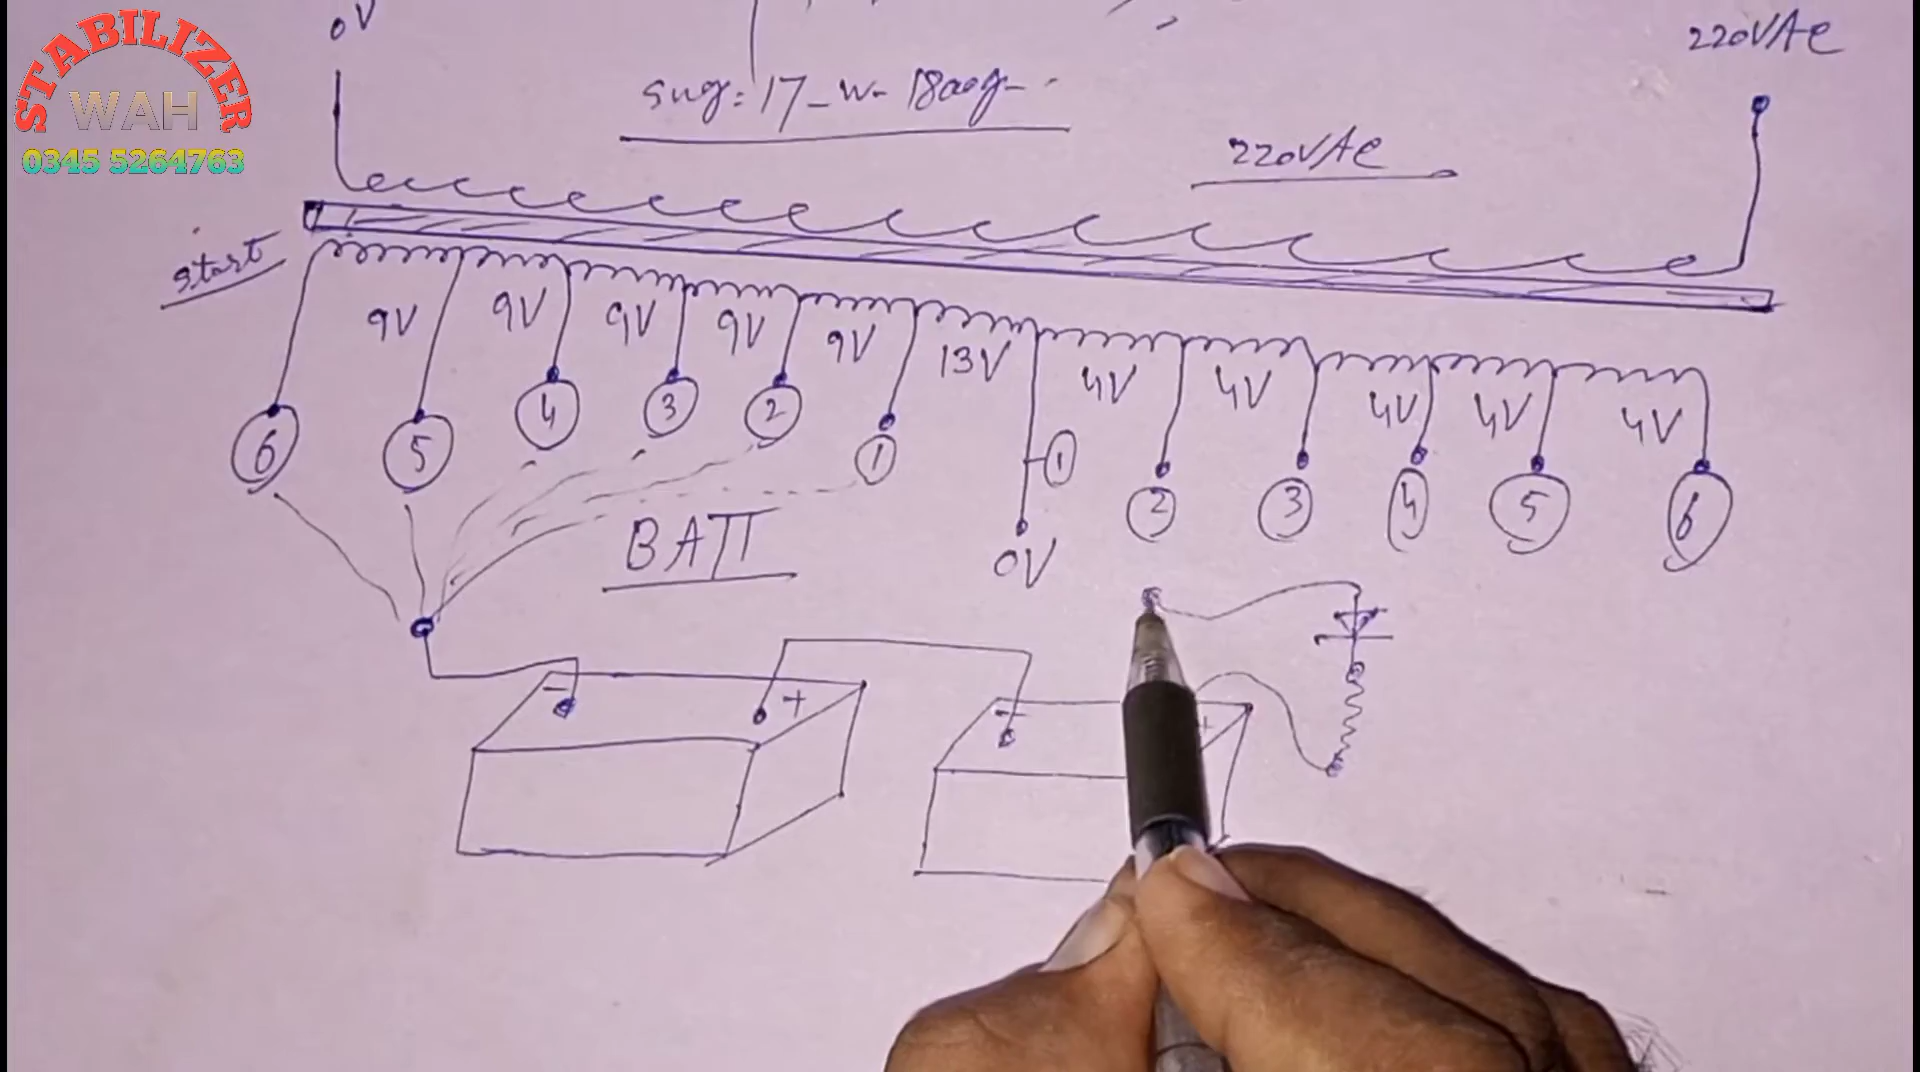 STABILIZER
WAH
0345 5264763
0V
220VAC
swg: 17-w- 180og-
220VAC
start
9V 9V 9V 9V 9V 13V 4V 4V 4V 4V 4V
6 5 4 3 2 1 1 2 3 4 5 6
0V
BATT
- + - +